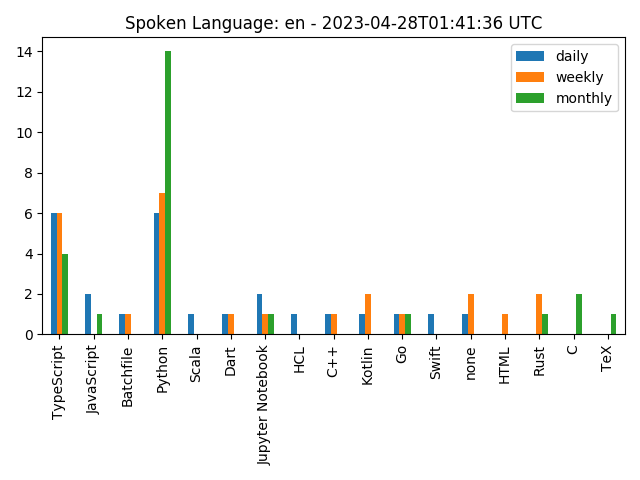 Spoken Language: en - 2023-04-28T01:41:36 UTC
daily
weekly
monthly
14
12
10
8
6
4
2
0
TypeScript
JavaScript
Batchfile
Python
Scala
Dart
Jupyter Notebook
HCL
C++
Kotlin
Go
Swift
none
HTML
Rust
C
TeX